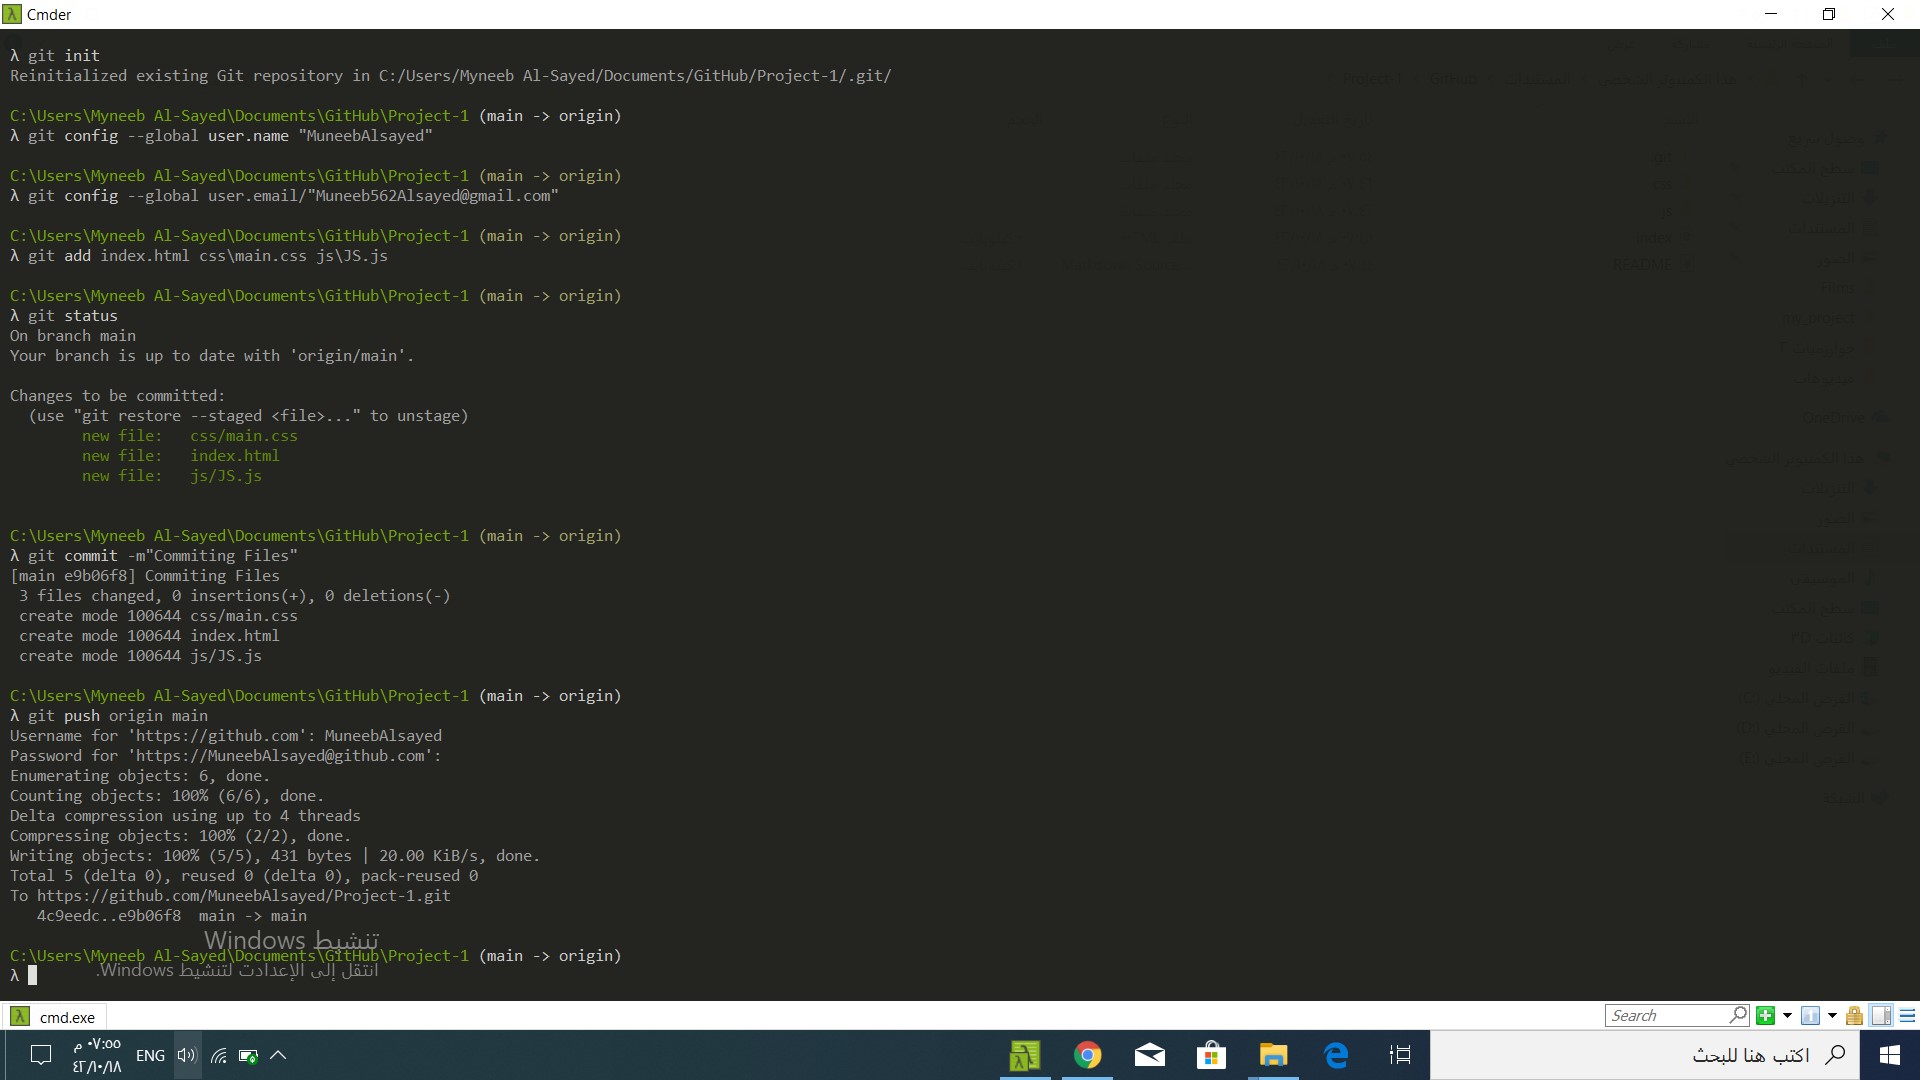 Cmder
λ git init
Reinitialized existing Git repository in C:/Users/Myneeb Al-Sayed/Documents/GitHub/Project-1/.git/
C:\Users\Myneeb Al-Sayed\Documents\GitHub\Project-1 (main -> origin)
λ git config --global user.name "MuneebAlsayed"
C:\Users\Myneeb Al-Sayed\Documents\GitHub\Project-1 (main -> origin)
λ git config --global user.email/"Muneeb562Alsayed@gmail.com"
C:\Users\Myneeb Al-Sayed\Documents\GitHub\Project-1 (main -> origin)
λ git add index.html css\main.css js\JS.js
C:\Users\Myneeb Al-Sayed\Documents\GitHub\Project-1 (main -> origin)
λ git status
On branch main
Your branch is up to date with 'origin/main'.
Changes to be committed:
(use "git restore --staged <file>..." to unstage)
new file:   css/main.css
new file:   index.html
new file:   js/JS.js
C:\Users\Myneeb Al-Sayed\Documents\GitHub\Project-1 (main -> origin)
λ git commit -m"Commiting Files"
[main e9b06f8] Commiting Files
3 files changed, 0 insertions(+), 0 deletions(-)
create mode 100644 css/main.css
create mode 100644 index.html
create mode 100644 js/JS.js
C:\Users\Myneeb Al-Sayed\Documents\GitHub\Project-1 (main -> origin)
λ git push origin main
Username for 'https://github.com': MuneebAlsayed
Password for 'https://MuneebAlsayed@github.com':
Enumerating objects: 6, done.
Counting objects: 100% (6/6), done.
Delta compression using up to 4 threads
Compressing objects: 100% (2/2), done.
Writing objects: 100% (5/5), 431 bytes | 20.00 KiB/s, done.
Total 5 (delta 0), reused 0 (delta 0), pack-reused 0
To https://github.com/MuneebAlsayed/Project-1.git
4c9eedc..e9b06f8  main -> main
تنشيط Windows
C:\Users\Myneeb Al-Sayed\Documents\GitHub\Project-1 (main -> origin)
انتقل إلى الإعدادات لتنشيط Windows.
λ
cmd.exe
Search
٠٧:٥٥ م
٤٢/١٠/١٨
ENG
اكتب هنا للبحث